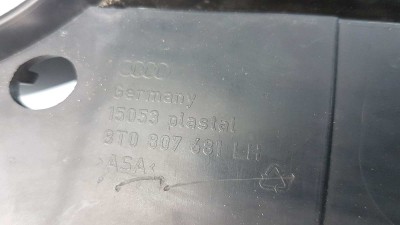 Germany
15053 plastal
8T0 807 681 LH
>ASA<